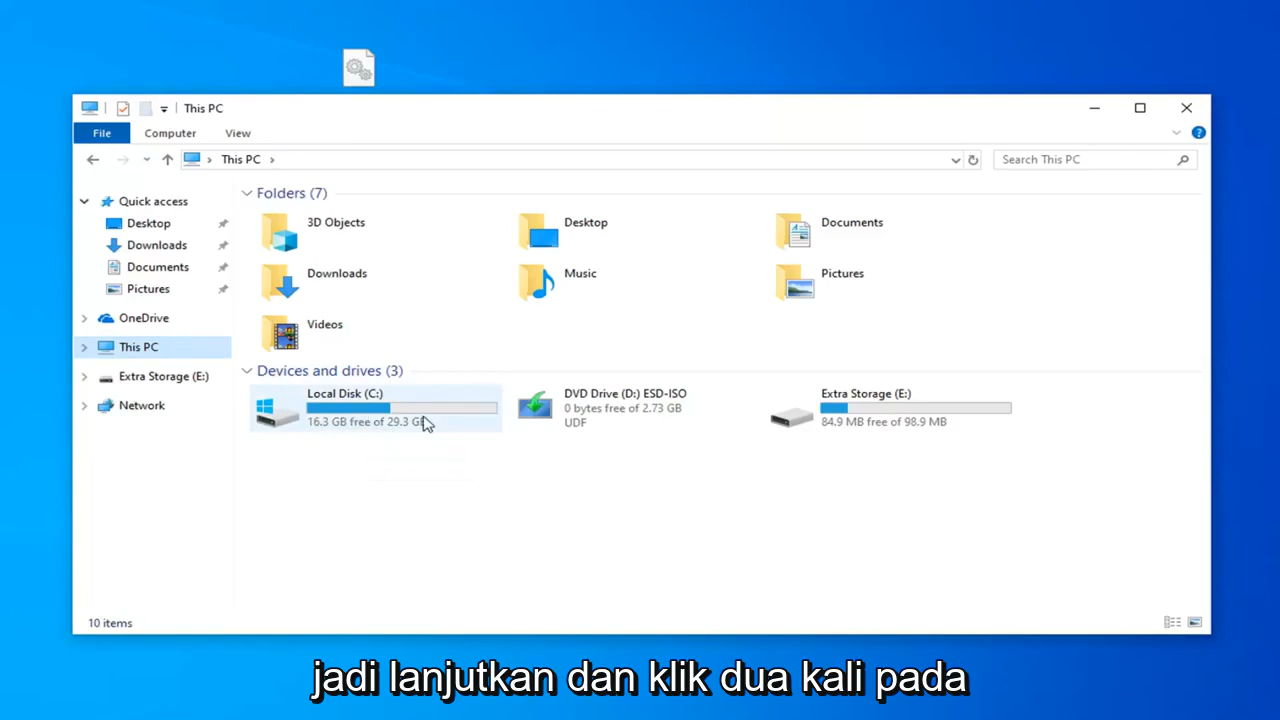 This PC
File
Computer
View
This PC
Search This PC
Quick access
Desktop
Downloads
Documents
Pictures
OneDrive
This PC
Extra Storage (E:)
Network
Folders (7)
3D Objects
Desktop
Documents
Downloads
Music
Pictures
Videos
Devices and drives (3)
Local Disk (C:)
16.3 GB free of 29.3 GB
DVD Drive (D:) ESD-ISO
0 bytes free of 2.73 GB
UDF
Extra Storage (E:)
84.9 MB free of 98.9 MB
10 items
jadi lanjutkan dan klik dua kali pada